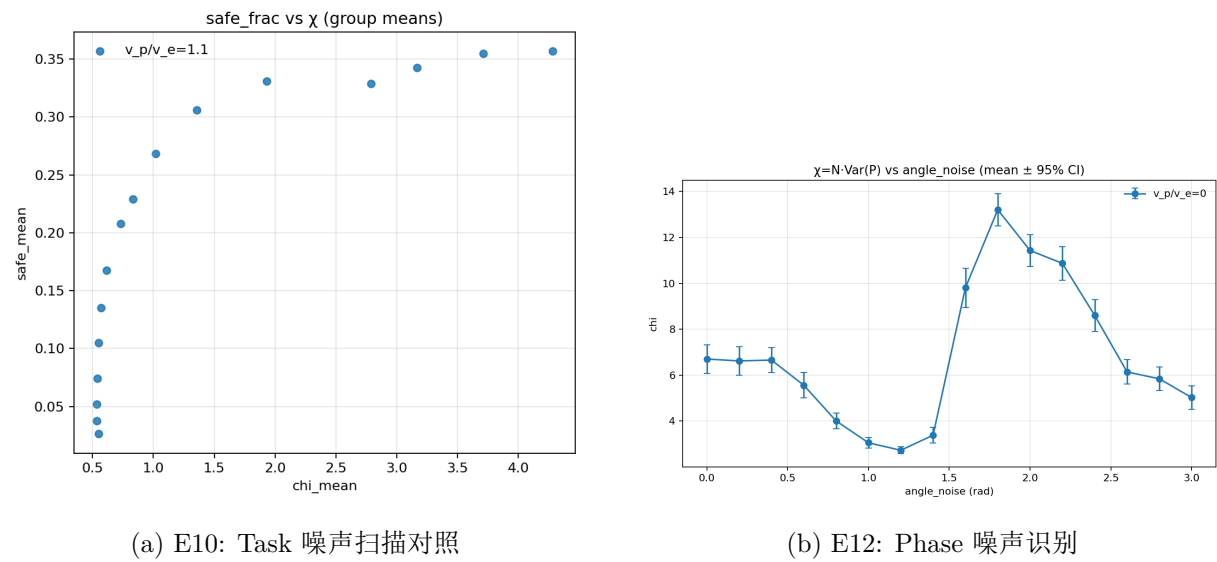 safe_frac vs χ (group means)
v_p/v_e=1.1
safe_mean
0.35
0.30
0.25
0.20
0.15
0.10
0.05
0.5 1.0 1.5 2.0 2.5 3.0 3.5 4.0
chi_mean
(a) E10: Task 噪声扫描对照
χ=N·Var(P) vs angle_noise (mean ± 95% CI)
v_p/v_e=0
chi
14
12
10
8
6
4
0.0 0.5 1.0 1.5 2.0 2.5 3.0
angle_noise (rad)
(b) E12: Phase 噪声识别